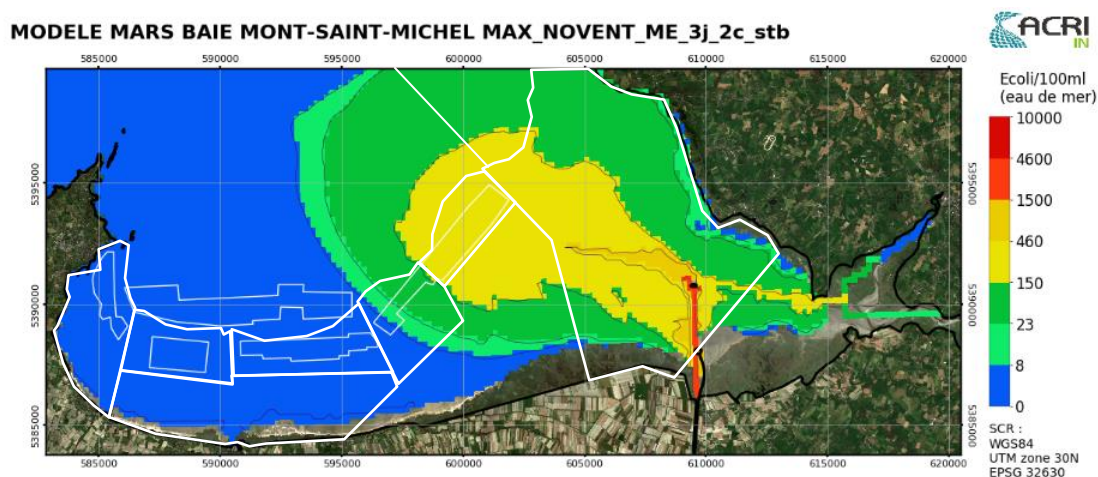 MODELE MARS BAIE MONT-SAINT-MICHEL MAX_NOVENT_ME_3j_2c_stb
ACRI
IN
585000 590000 595000 600000 605000 610000 615000 620000
Ecoli/100ml
(eau de mer)
10000
4600
1500
460
150
23
8
0
5395000
5390000
5385000
5395000
5390000
5385000
585000 590000 595000 600000 605000 610000 615000 620000
SCR :
WGS84
UTM zone 30N
EPSG 32630